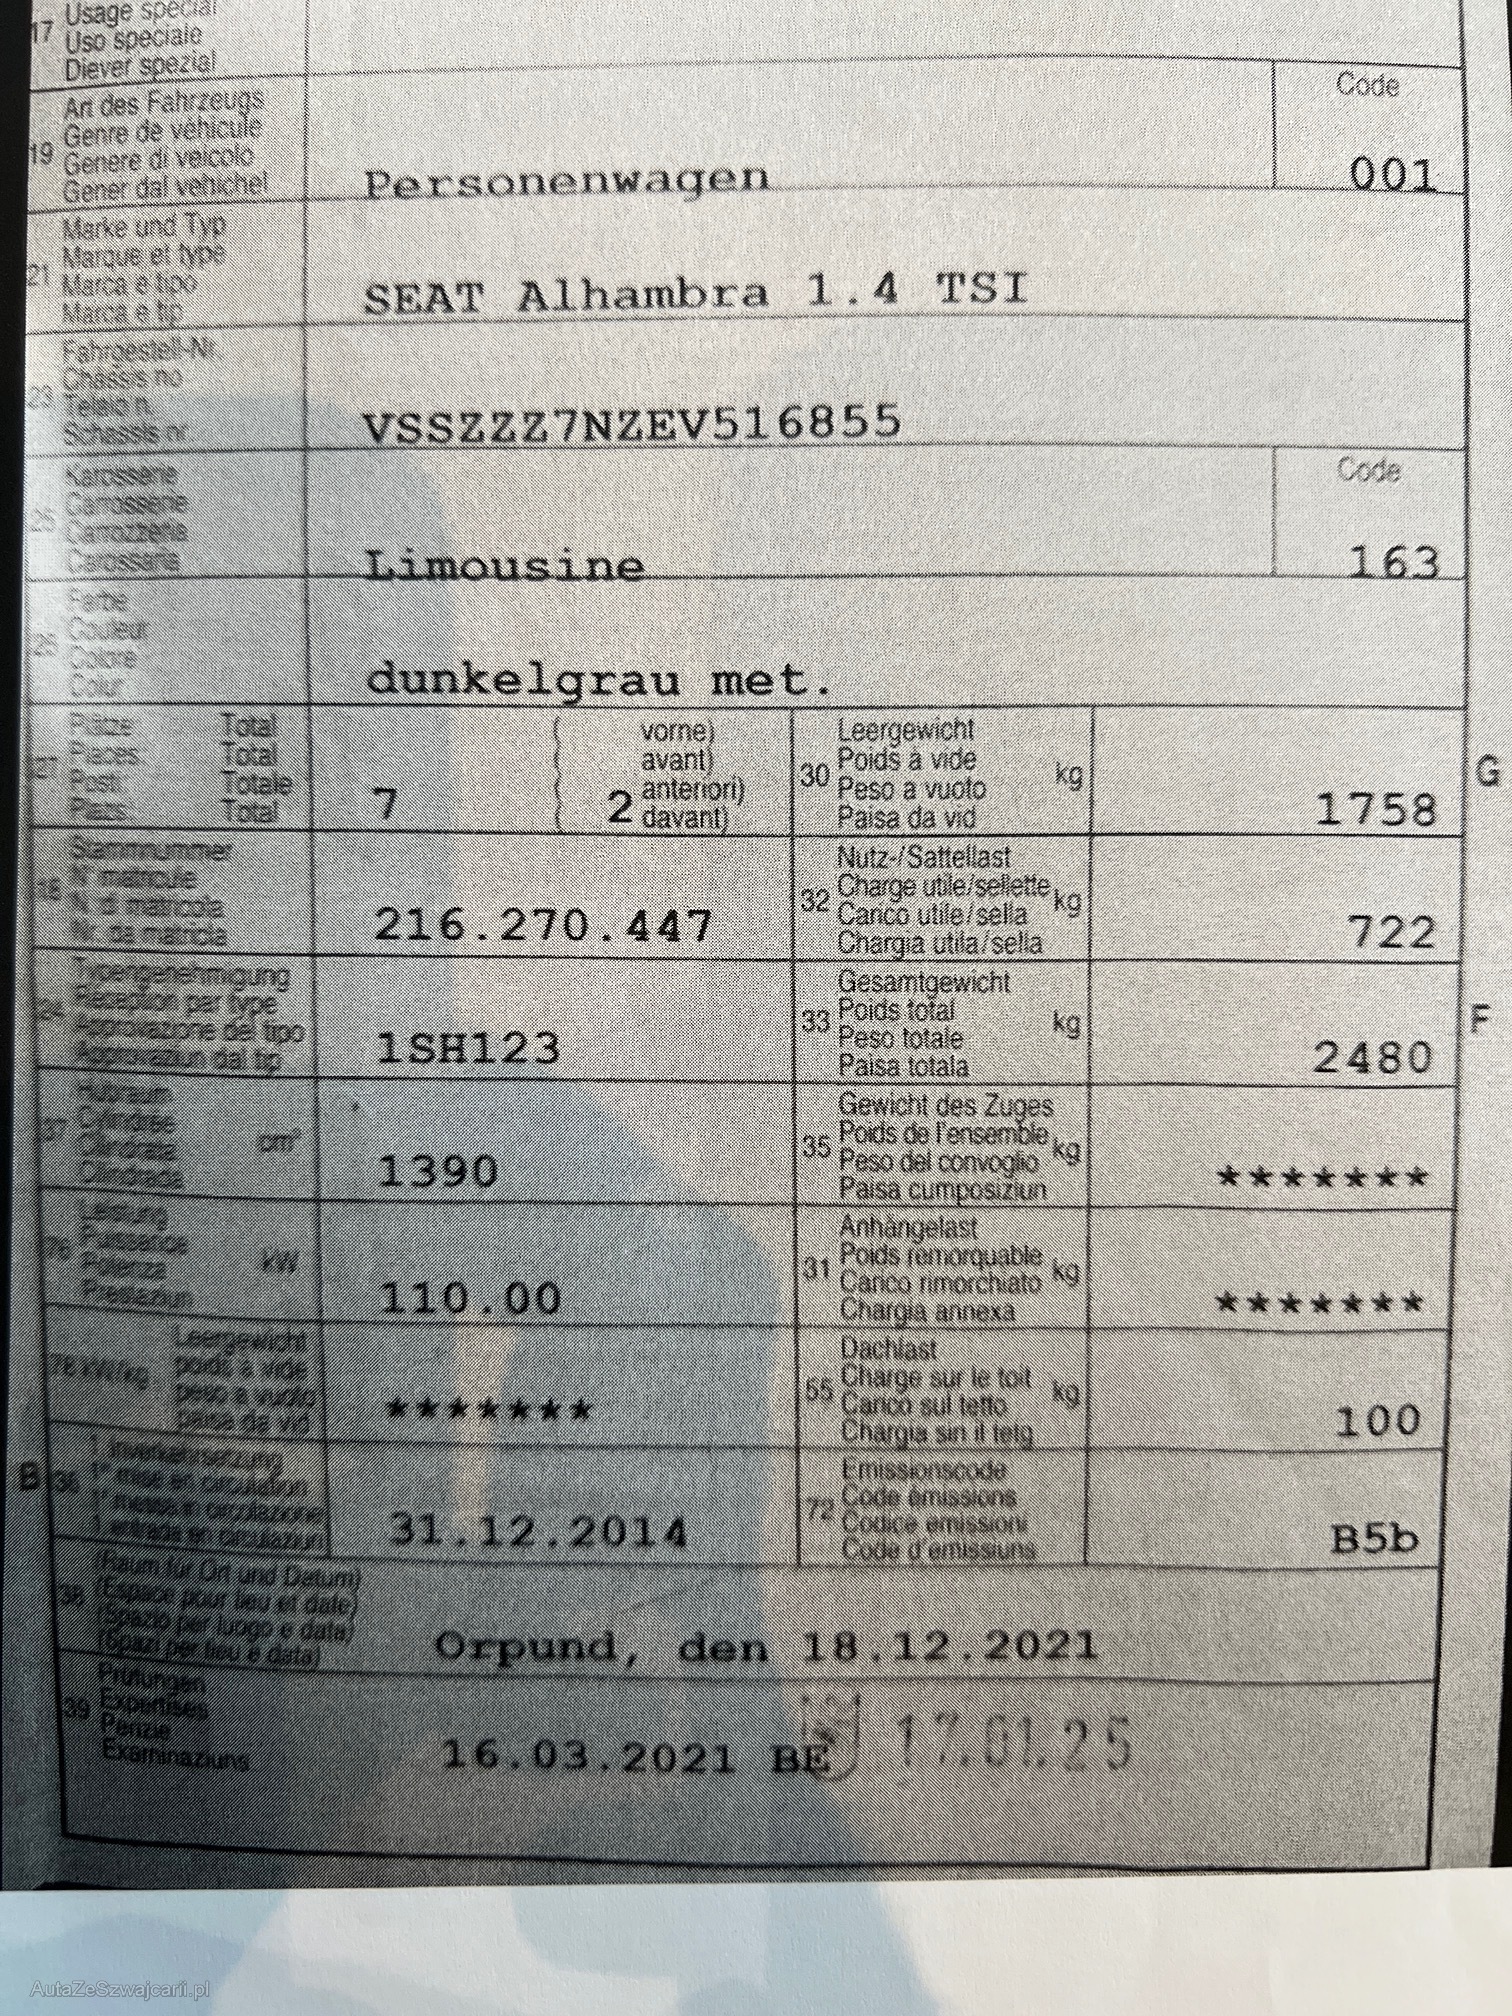 17 Usage special
Uso speciale
Diever spezial
Art des Fahrzeugs
19 Genre de véhicule
Genere di veicolo
Gener dal vehichel
Personenwagen
Code
001
Marke und Typ
21 Marque et type
Marca e tipo
Marca e tip
SEAT Alhambra 1.4 TSI
Fahrgestell-Nr.
Chassis no
23 Telaio n.
Schassis nr.
VSSZZZ7NZEV516855
Karosserie
25 Carrosserie
Carrozzeria
Carossaria
Limousine
Code
163
Farbe
26 Couleur
Colore
Colur
dunkelgrau met.
Plätze Total
27 Places Total
Posti Totale
Plazs Total
7 ( 2 vorne)
avant)
anteriori)
davant)
30 Leergewicht
Poids à vide kg
Peso a vuoto
Paisa da vid
1758
G
Stammnummer
18 N° matricule
N. di matricola
Nr. da matricla
216.270.447
Nutz-/Sattellast
32 Charge utile/sellette kg
Carico utile/sella
Chargia utila/sella
722
Typengenehmigung
24 Réception par type
Approvazione del tipo
Approvaziun dal tip
1SH123
Gesamtgewicht
33 Poids total kg
Peso totale
Paisa totala
2480
F
Hubraum
37 Cylindrée cm³
Cilindrata
Cilindrada
1390
Gewicht des Zuges
35 Poids de l'ensemble kg
Peso del convoglio
Paisa cumposiziun
*******
Leistung
76 Puissance kW
Potenza
Prestaziun
110.00
Anhängelast
31 Poids remorquable kg
Carico rimorchiato
Chargia annexa
*******
Leergewicht
78 kW/kg poids à vide
peso a vuoto
paisa da vid
*******
Dachlast
55 Charge sur le toit kg
Carico sul tetto
Chargia sin il tetg
100
B 36 1. Inverkehrsetzung
1re mise en circulation
1a messa in circolazione
1. entrada en circulaziun
31.12.2014
Emissionscode
72 Code émissions
Codice emissioni
Code d'emissiuns
B5b
(Raum für Ort und Datum)
38 (Espace pour lieu et date)
(Spazio per luogo e data)
(Spazi per lieu e data)
Orpund, den 18.12.2021
Prüfungen
39 Expertises
Perizie
Examinaziuns
16.03.2021 BE 17.01.25
AutaZeSzwajcarii.pl